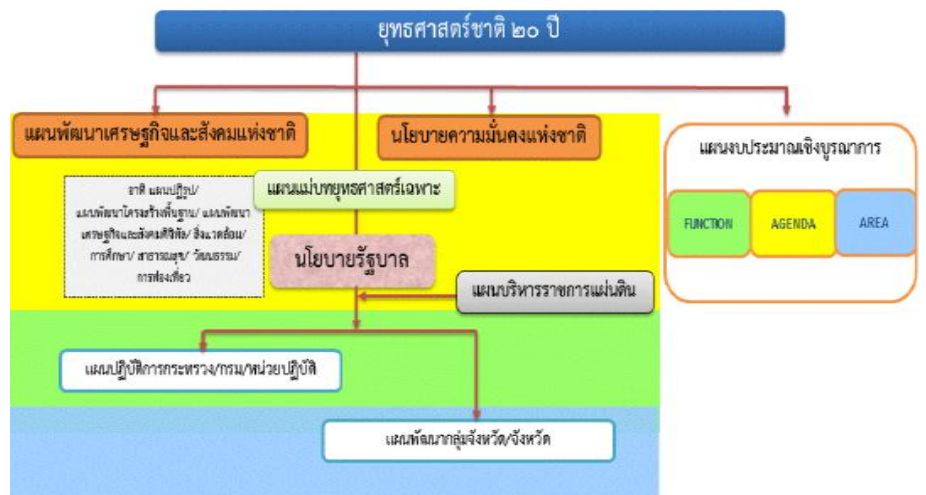 ยุทธศาสตร์ชาติ ๒๐ ปี
แผนพัฒนาเศรษฐกิจและสังคมแห่งชาติ
นโยบายความมั่นคงแห่งชาติ
แผนงบประมาณเชิงบูรณาการ
FUNCTION
AGENDA
AREA
แผนแม่บทยุทธศาสตร์เฉพาะ
อาทิ แผนปฏิรูป/
แผนพัฒนาโครงสร้างพื้นฐาน/ แผนพัฒนา
เศรษฐกิจและสังคมดิจิทัล/ สิ่งแวดล้อม/
การศึกษา/ สาธารณสุข/ วัฒนธรรม/
การท่องเที่ยว
นโยบายรัฐบาล
แผนบริหารราชการแผ่นดิน
แผนปฏิบัติการกระทรวง/กรม/หน่วยปฏิบัติ
แผนพัฒนากลุ่มจังหวัด/จังหวัด